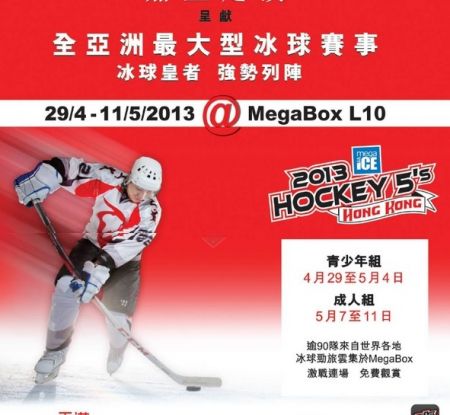 呈獻
全亞洲最大型冰球賽事
冰球皇者 強勢列陣
29/4 - 11/5/2013 @ MegaBox L10
mega
iCE
2013
HOCKEY 5's
HONG KONG
青少年組
4月29至5月4日
成人組
5月7至11日
逾90隊來自世界各地
冰球勁旅雲集於MegaBox
激戰連場 免費觀賞